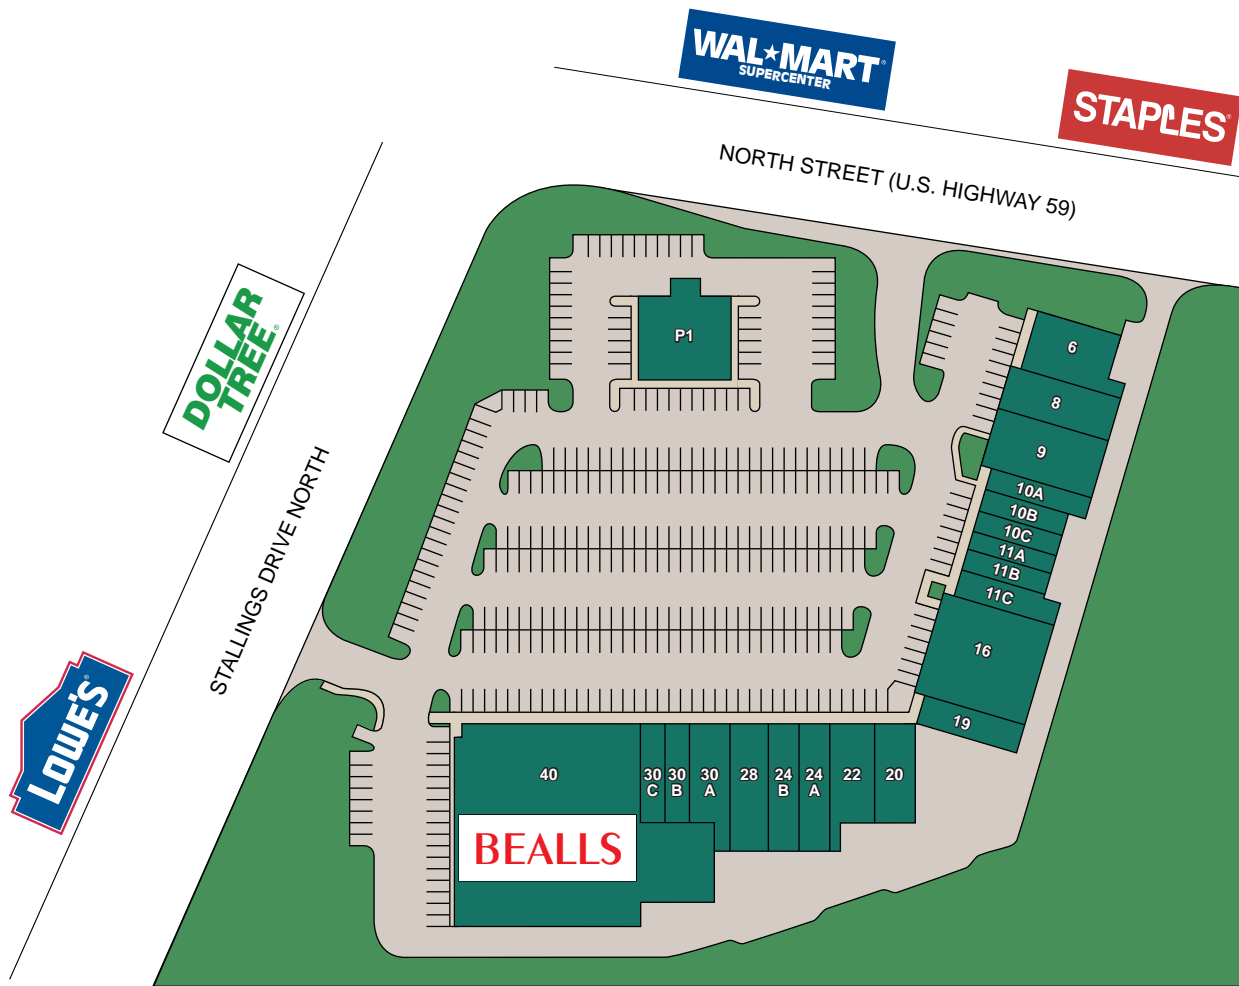 WAL★MART®
SUPERCENTER
STAPLES®
NORTH STREET (U.S. HIGHWAY 59)
DOLLAR
TREE®
STALLINGS DRIVE NORTH
LOWE'S
P1
6
8
9
10A
10B
10C
11A
11B
11C
16
19
40
30
C
30
B
30
A
28
24
B
24
A
22
20
BEALLS